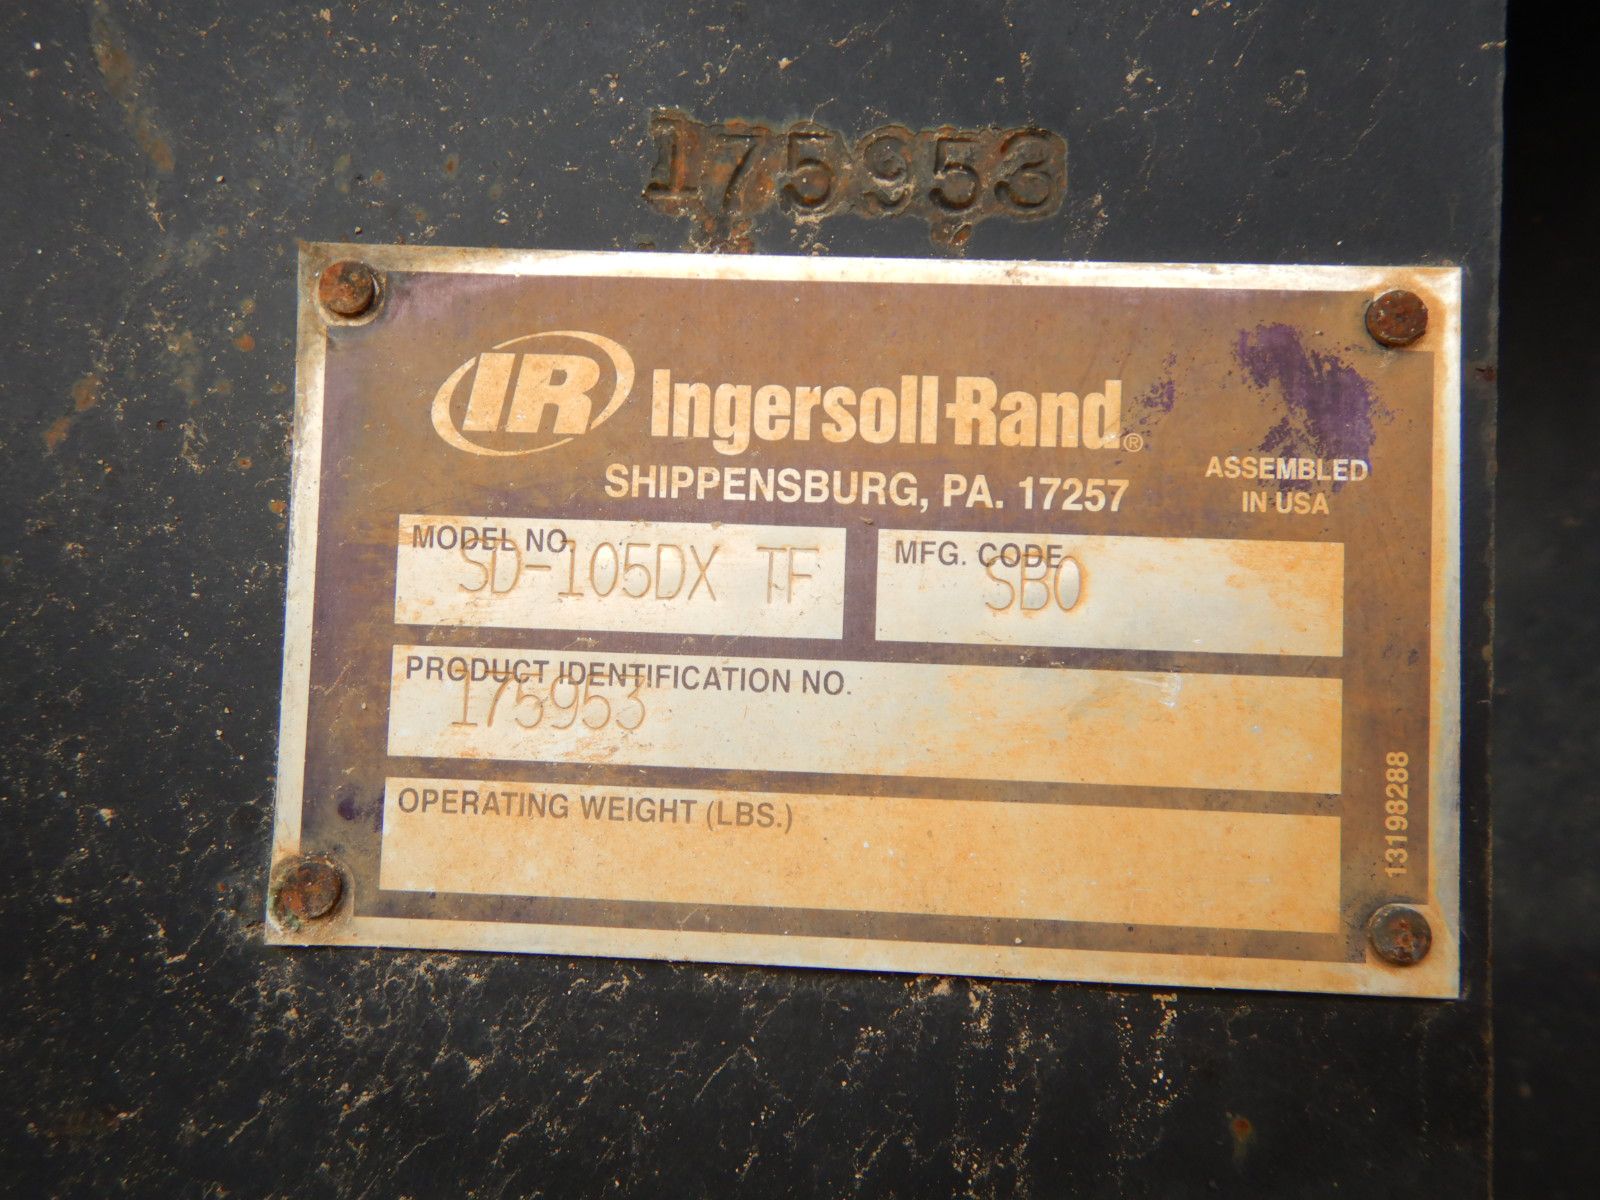 175953
IR Ingersoll-Rand®
SHIPPENSBURG, PA. 17257
ASSEMBLED
IN USA
MODEL NO.
SD-105DX TF
MFG. CODE
SBO
PRODUCT IDENTIFICATION NO.
175953
OPERATING WEIGHT (LBS.)
13198288